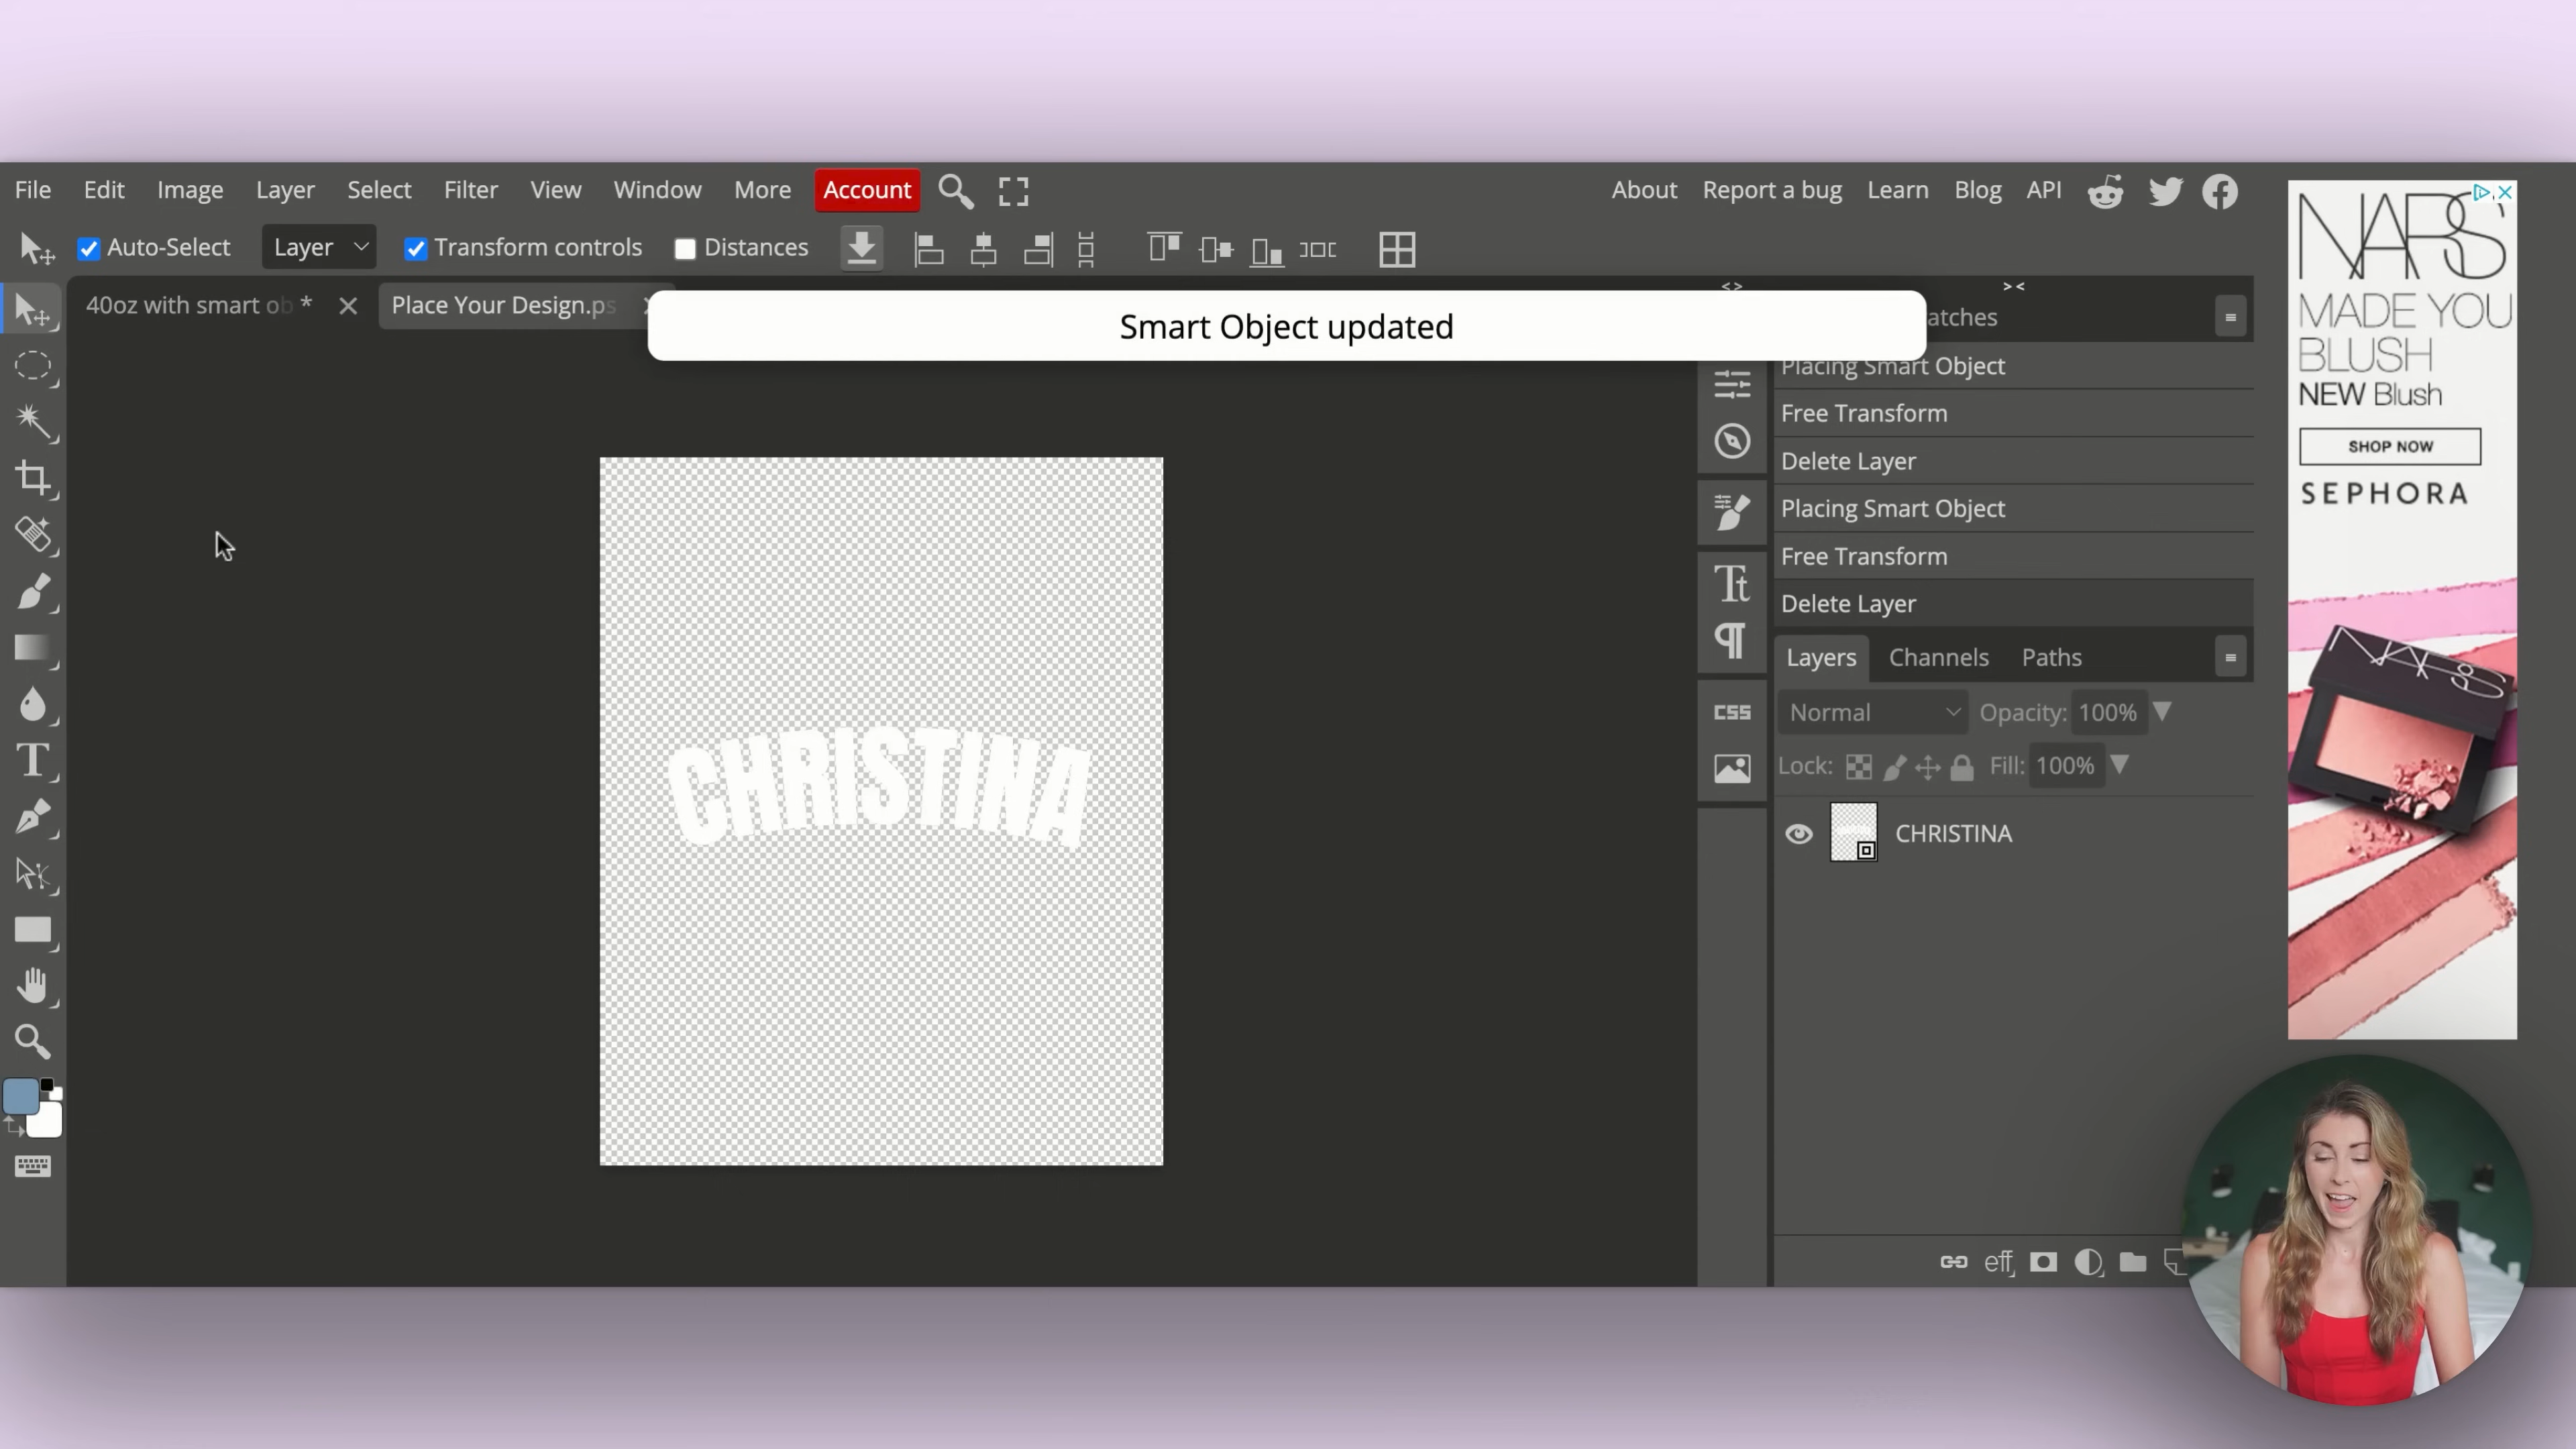 File Edit Image Layer Select Filter View Window More Account About Report a bug Learn Blog API
Auto-Select Layer Transform controls Distances
40oz with smart ob * Place Your Design.ps
Smart Object updated
atches
Placing Smart Object
Free Transform
Delete Layer
Placing Smart Object
Free Transform
Delete Layer
Layers Channels Paths
Normal Opacity: 100%
Lock: Fill: 100%
CHRISTINA
CSS
eff
CHRISTINA
NARS
MADE YOU
BLUSH
NEW Blush
SHOP NOW
SEPHORA
NARS